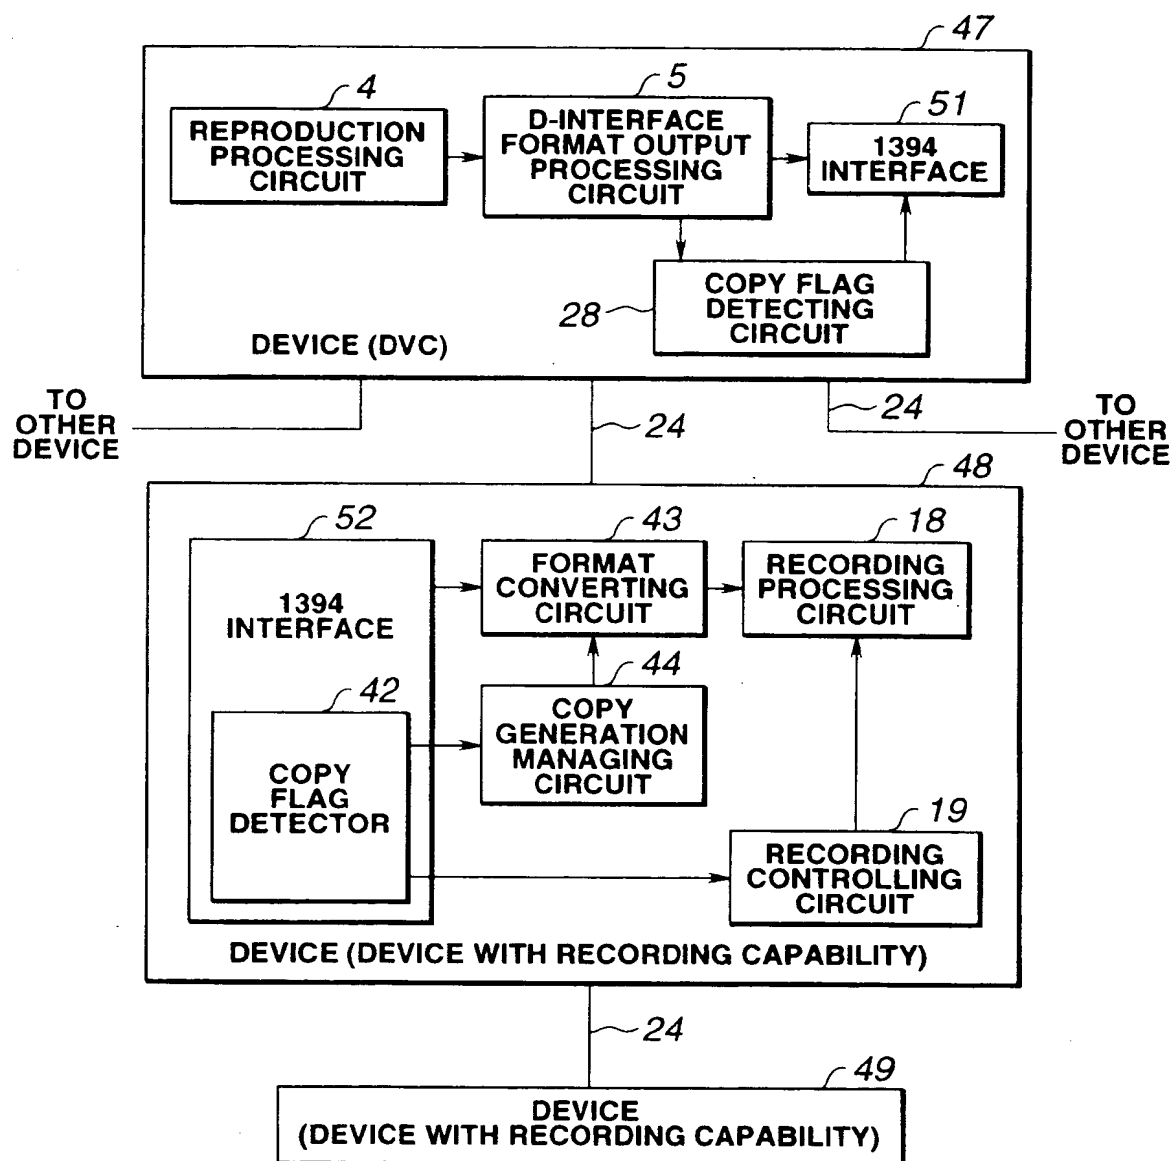 47
4
REPRODUCTION
PROCESSING
CIRCUIT
5
D-INTERFACE
FORMAT OUTPUT
PROCESSING
CIRCUIT
51
1394
INTERFACE
28
COPY FLAG
DETECTING
CIRCUIT
DEVICE (DVC)
TO
OTHER
DEVICE
24
24
TO
OTHER
DEVICE
48
52
1394
INTERFACE
43
FORMAT
CONVERTING
CIRCUIT
18
RECORDING
PROCESSING
CIRCUIT
42
COPY
FLAG
DETECTOR
44
COPY
GENERATION
MANAGING
CIRCUIT
19
RECORDING
CONTROLLING
CIRCUIT
DEVICE (DEVICE WITH RECORDING CAPABILITY)
24
49
DEVICE
(DEVICE WITH RECORDING CAPABILITY)